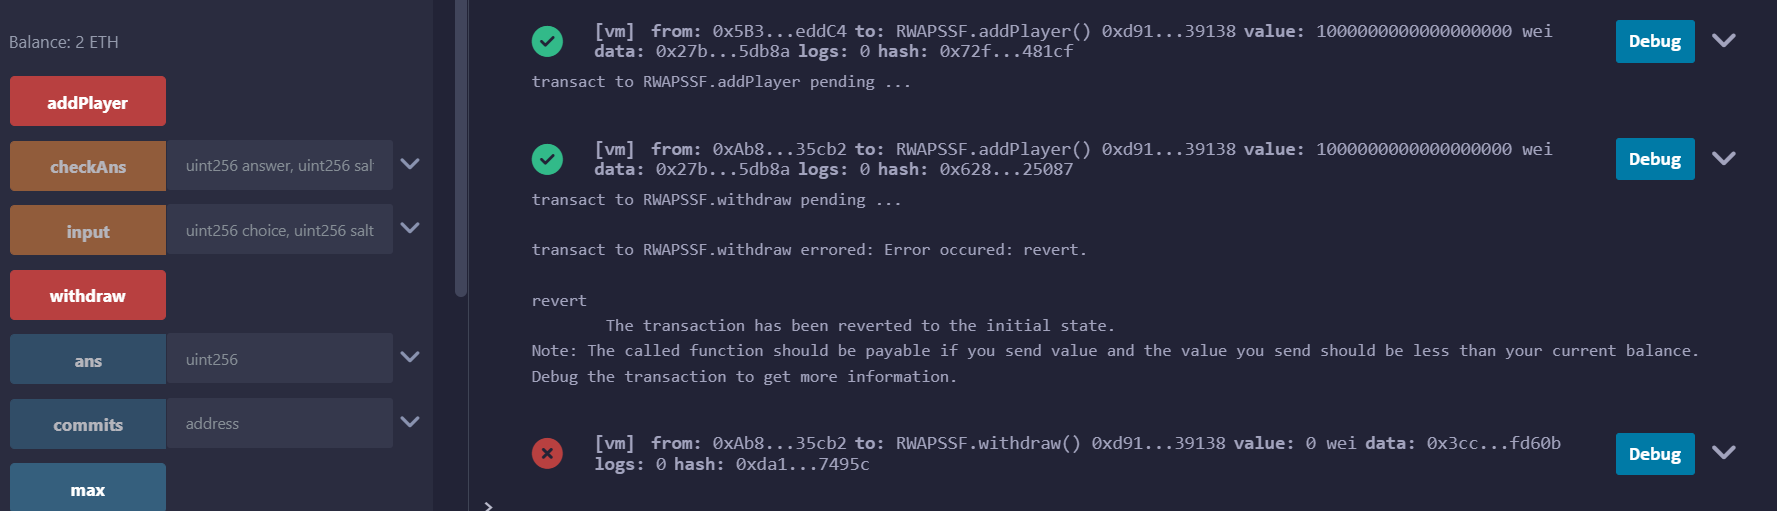 Balance: 2 ETH
addPlayer
checkAns
uint256 answer, uint256 sal
input
uint256 choice, uint256 salt
withdraw
ans
uint256
commits
address
max
[vm] from: 0x5B3...eddC4 to: RWAPSSF.addPlayer() 0xd91...39138 value: 1000000000000000000 wei
data: 0x27b...5db8a logs: 0 hash: 0x72f...481cf
Debug
transact to RWAPSSF.addPlayer pending ...
[vm] from: 0xAb8...35cb2 to: RWAPSSF.addPlayer() 0xd91...39138 value: 1000000000000000000 wei
data: 0x27b...5db8a logs: 0 hash: 0x628...25087
Debug
transact to RWAPSSF.withdraw pending ...
transact to RWAPSSF.withdraw errored: Error occured: revert.
revert
The transaction has been reverted to the initial state.
Note: The called function should be payable if you send value and the value you send should be less than your current balance.
Debug the transaction to get more information.
[vm] from: 0xAb8...35cb2 to: RWAPSSF.withdraw() 0xd91...39138 value: 0 wei data: 0x3cc...fd60b
logs: 0 hash: 0xda1...7495c
Debug
>